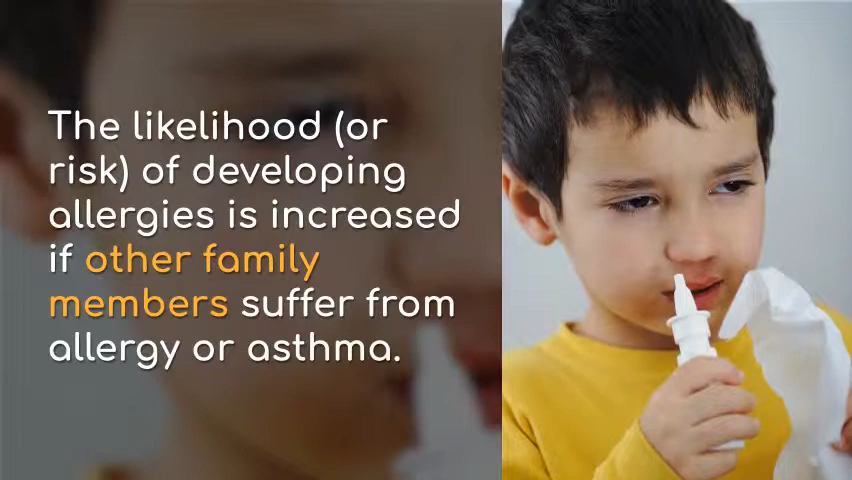 The likelihood (or
risk) of developing
allergies is increased
if other family
members suffer from
allergy or asthma.